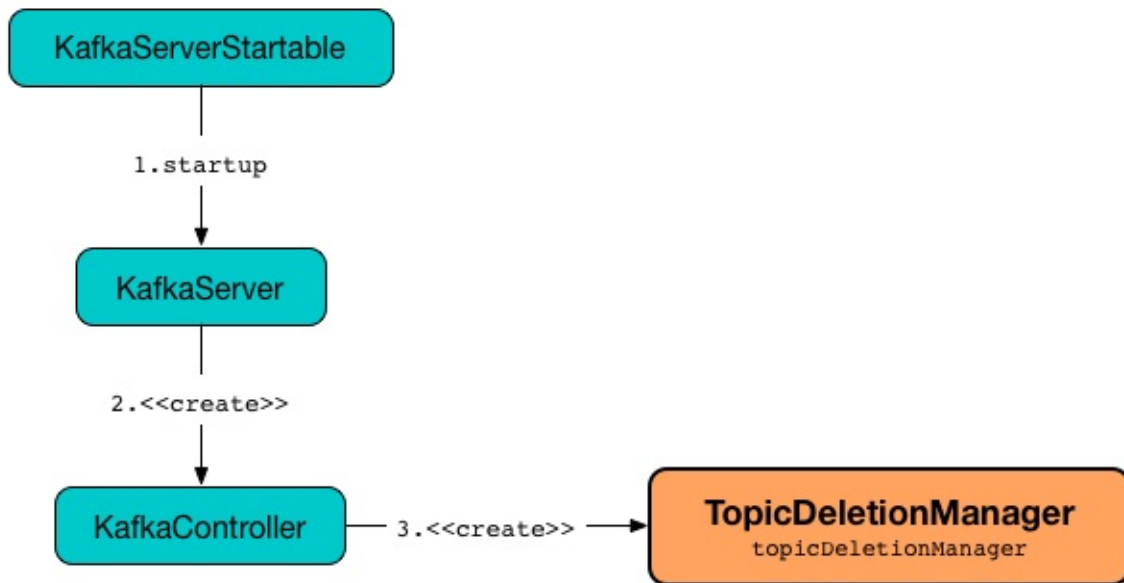 KafkaServerStartable
1.startup
KafkaServer
2.<<create>>
KafkaController
3.<<create>>
TopicDeletionManager
topicDeletionManager